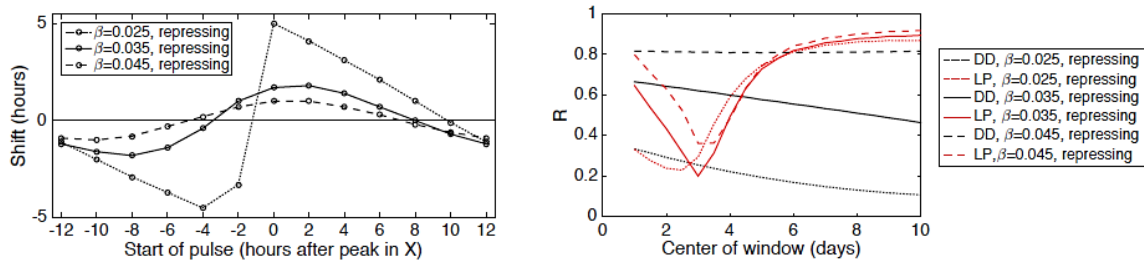 5
β=0.025, repressing
β=0.035, repressing
β=0.045, repressing
Shift (hours)
0
-5
-12 -10 -8 -6 -4 -2 0 2 4 6 8 10 12
Start of pulse (hours after peak in X)
1
0.8
0.6
R
0.4
0.2
0
0 2 4 6 8 10
Center of window (days)
DD, β=0.025, repressing
LP, β=0.025, repressing
DD, β=0.035, repressing
LP, β=0.035, repressing
DD, β=0.045, repressing
LP,β=0.045, repressing